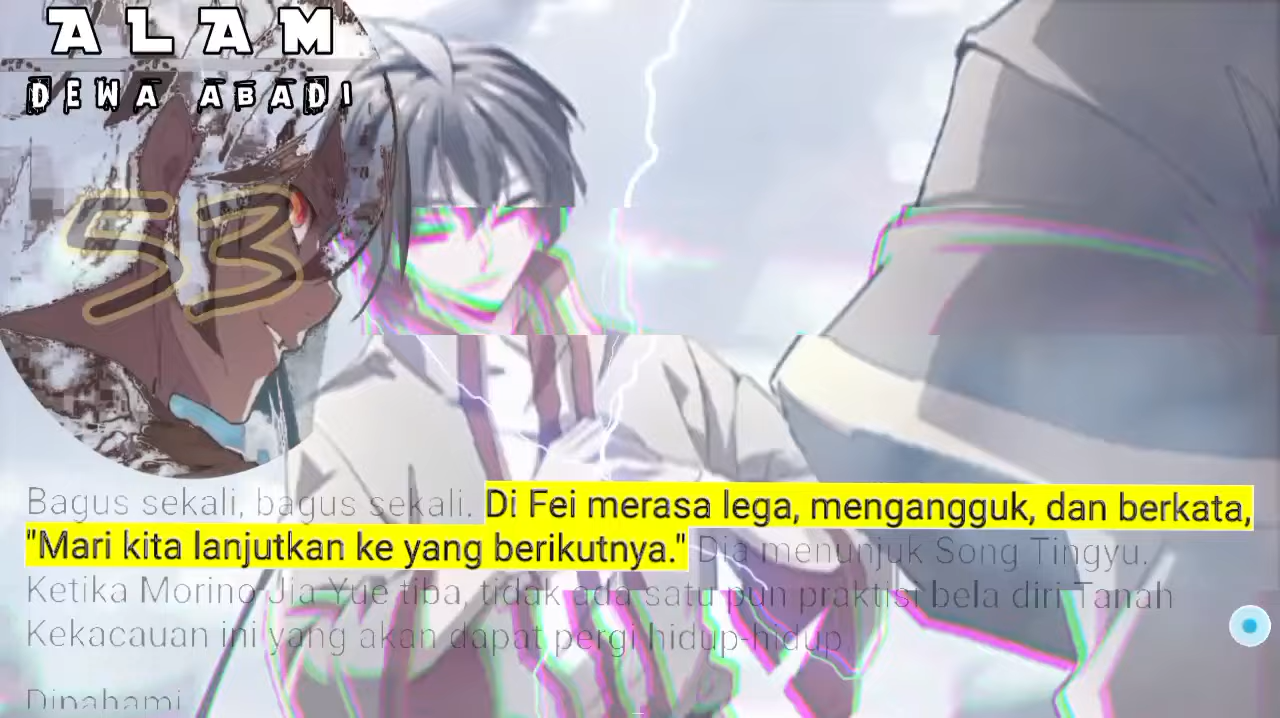 ALAM
DEWA ABADI
53
Bagus sekali, bagus sekali. Di Fei merasa lega, mengangguk, dan berkata,
"Mari kita lanjutkan ke yang berikutnya." Dia menunjuk Song Tingyu.
Ketika Morino Jia Yue tiba, tidak ada satu pun praktisi bela diri Tanah
Kekacauan ini yang akan dapat pergi hidup-hidup.
Dipahami